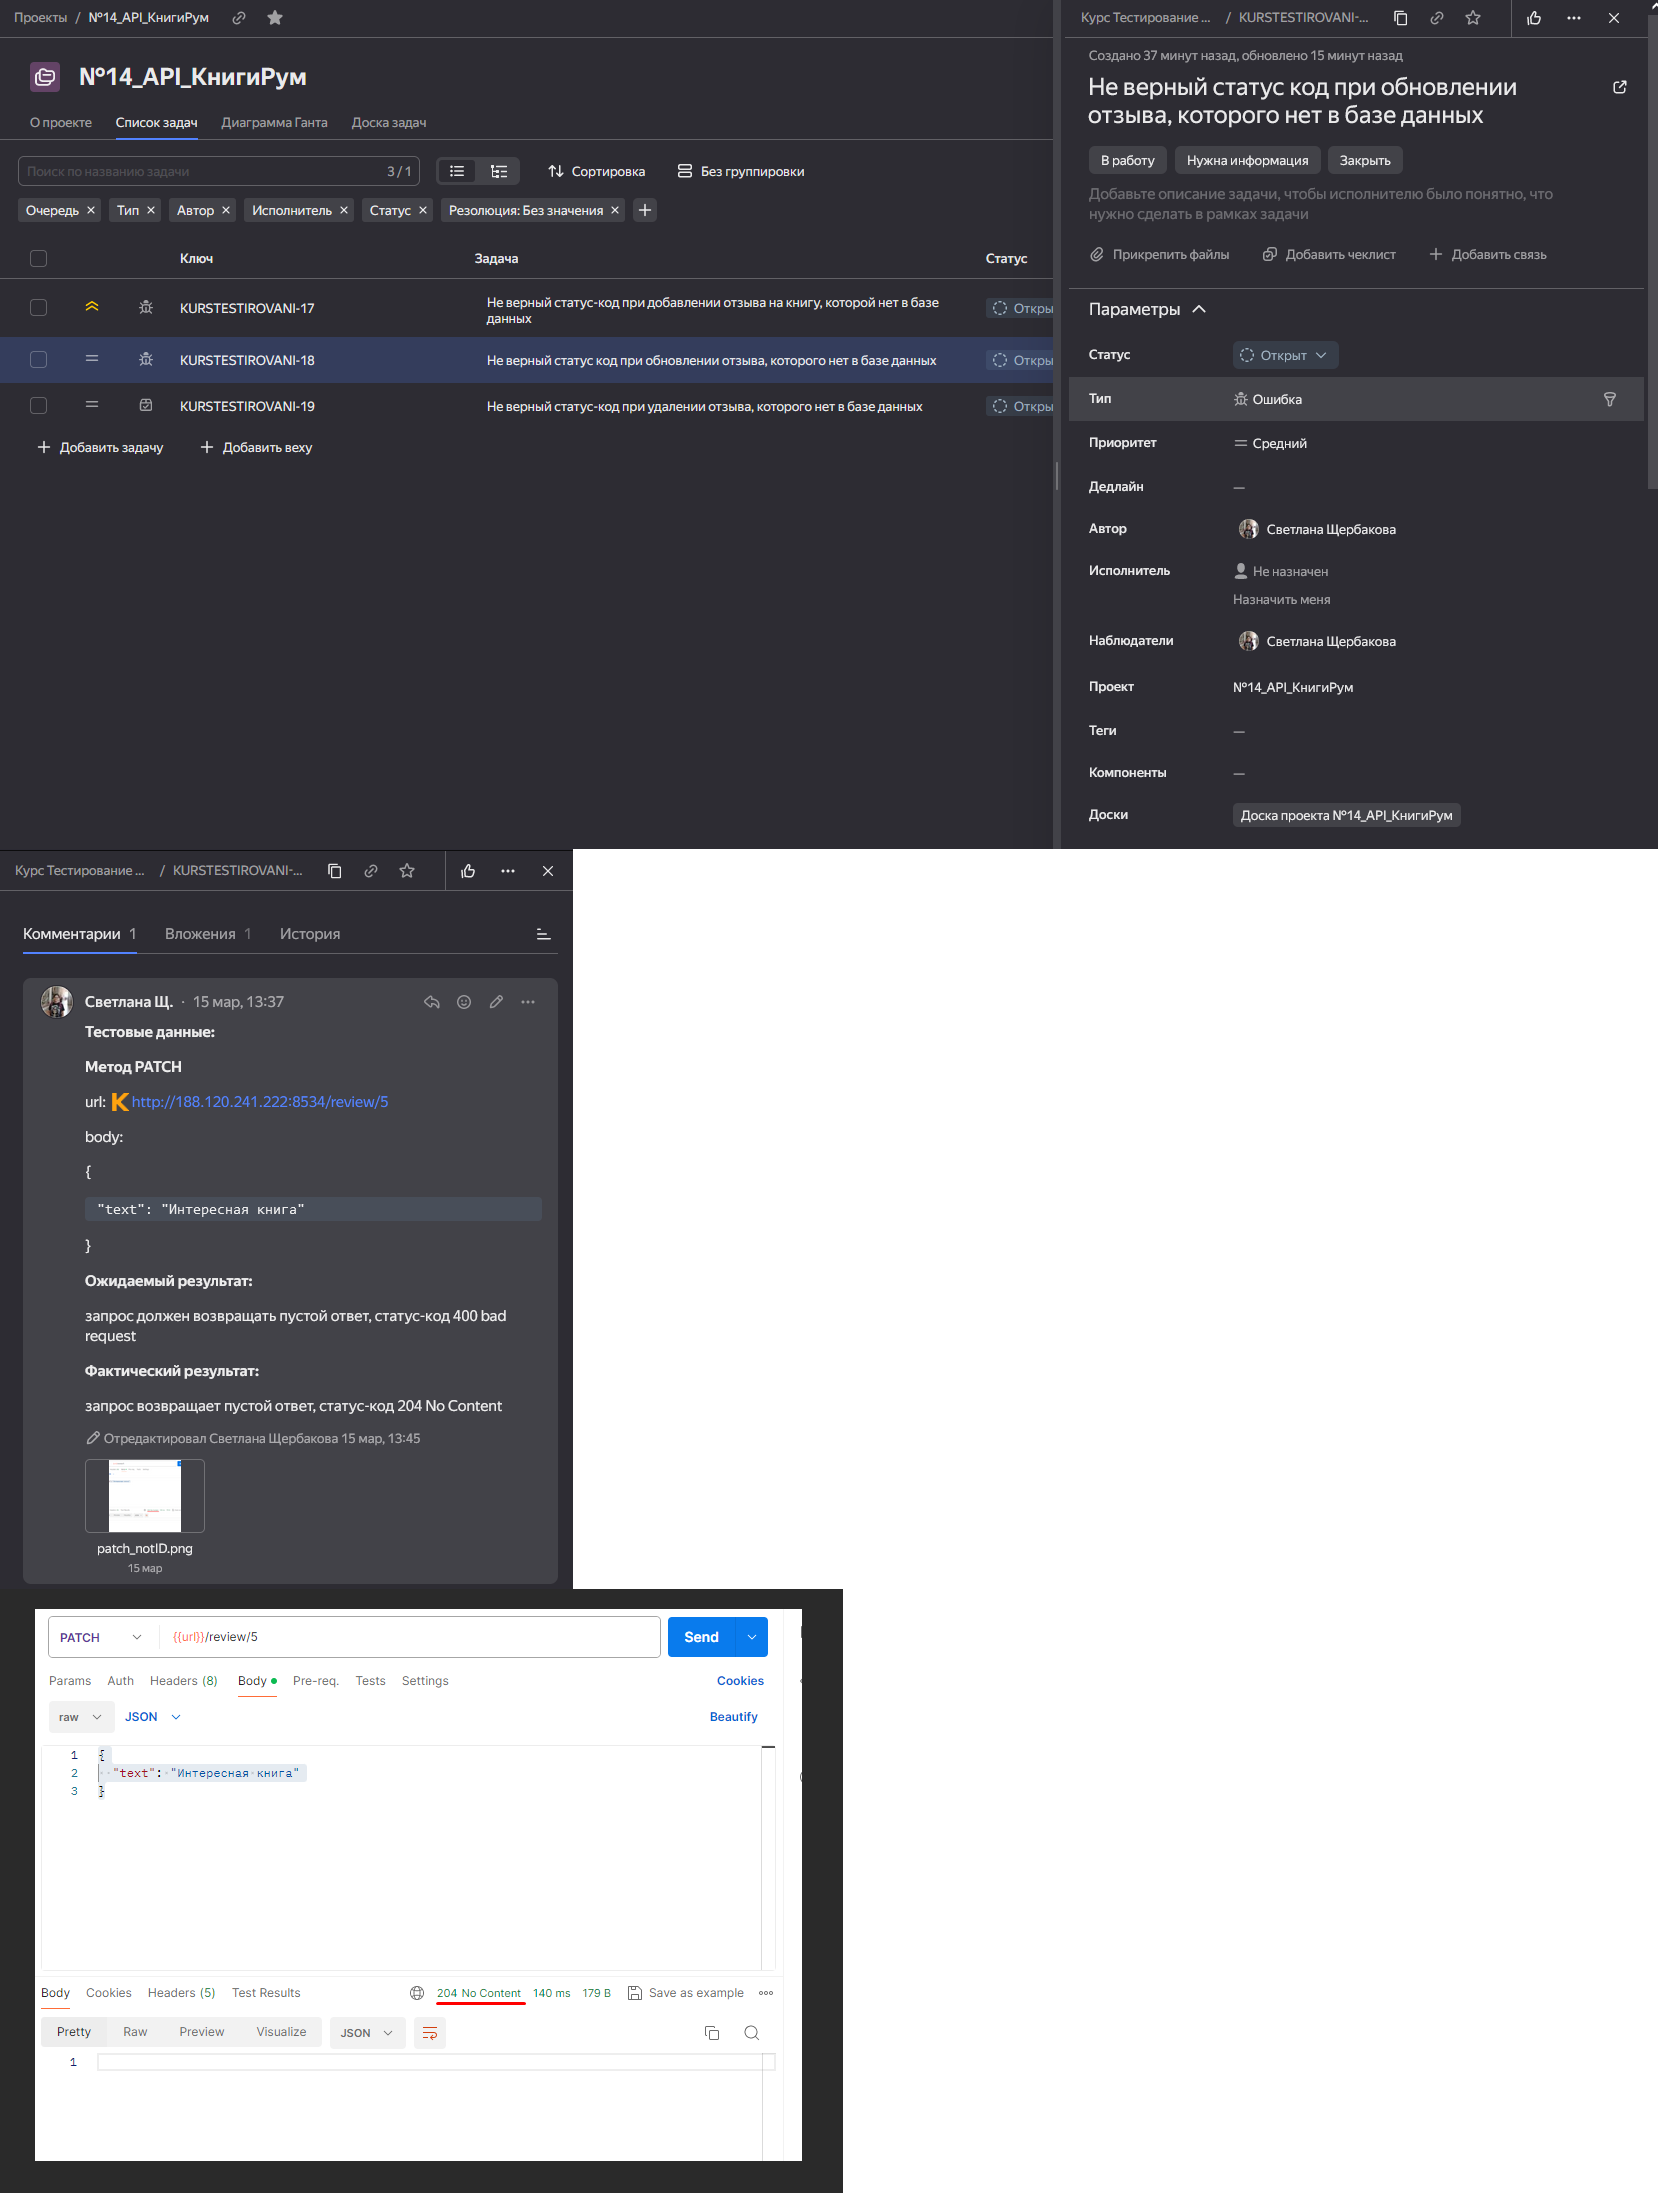 Проекты / №14_API_КнигиРум
№14_API_КнигиРум
О проекте Список задач Диаграмма Ганта Доска задач
Поиск по названию задачи 3 / 1 Сортировка Без группировки
Очередь × Тип × Автор × Исполнитель × Статус × Резолюция: Без значения × +
Ключ Задача Статус
KURSTESTIROVANI-17 Не верный статус-код при добавлении отзыва на книгу, которой нет в базе данных Откры
KURSTESTIROVANI-18 Не верный статус код при обновлении отзыва, которого нет в базе данных Откры
KURSTESTIROVANI-19 Не верный статус-код при удалении отзыва, которого нет в базе данных Откры
+ Добавить задачу + Добавить веху
Курс Тестирование ... / KURSTESTIROVANI-...
Создано 37 минут назад, обновлено 15 минут назад
Не верный статус код при обновлении
отзыва, которого нет в базе данных
В работу Нужна информация Закрыть
Добавьте описание задачи, чтобы исполнителю было понятно, что
нужно сделать в рамках задачи
Прикрепить файлы Добавить чеклист + Добавить связь
Параметры
Статус Открыт
Тип Ошибка
Приоритет Средний
Дедлайн —
Автор Светлана Щербакова
Исполнитель Не назначен
Назначить меня
Наблюдатели Светлана Щербакова
Проект №14_API_КнигиРум
Теги —
Компоненты —
Доски Доска проекта №14_API_КнигиРум
Курс Тестирование ... / KURSTESTIROVANI-...
Комментарии 1 Вложения 1 История
Светлана Щ. · 15 мар, 13:37
Тестовые данные:
Метод PATCH
url: K http://188.120.241.222:8534/review/5
body:
{
"text": "Интересная книга"
}
Ожидаемый результат:
запрос должен возвращать пустой ответ, статус-код 400 bad
request
Фактический результат:
запрос возвращает пустой ответ, статус-код 204 No Content
Отредактировал Светлана Щербакова 15 мар, 13:45
patch_notID.png
15 мар
PATCH {{url}}/review/5 Send
Params Auth Headers (8) Body Pre-req. Tests Settings Cookies
raw JSON Beautify
1 {
2 "text": "Интересная книга"
3 }
Body Cookies Headers (5) Test Results 204 No Content 140 ms 179 B Save as example
Pretty Raw Preview Visualize JSON
1